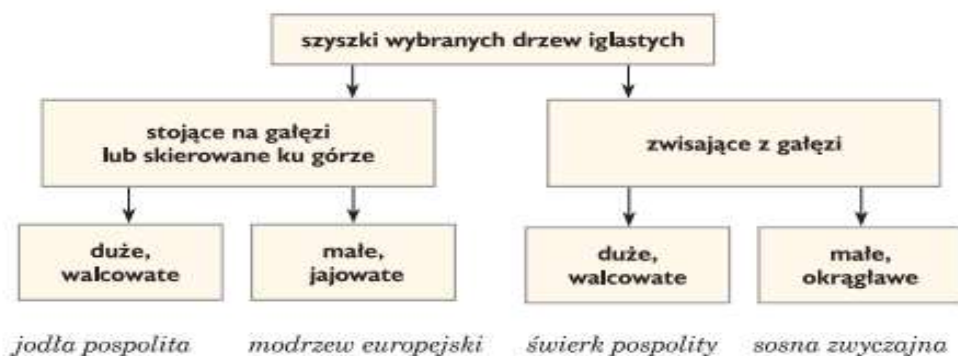 szyszki wybranych drzew iglastych
stojące na gałęzi
lub skierowane ku górze
zwisające z gałęzi
duże,
walcowate
małe,
jajowate
duże,
walcowate
małe,
okrągławe
jodła pospolita
modrzew europejski
świerk pospolity
sosna zwyczajna